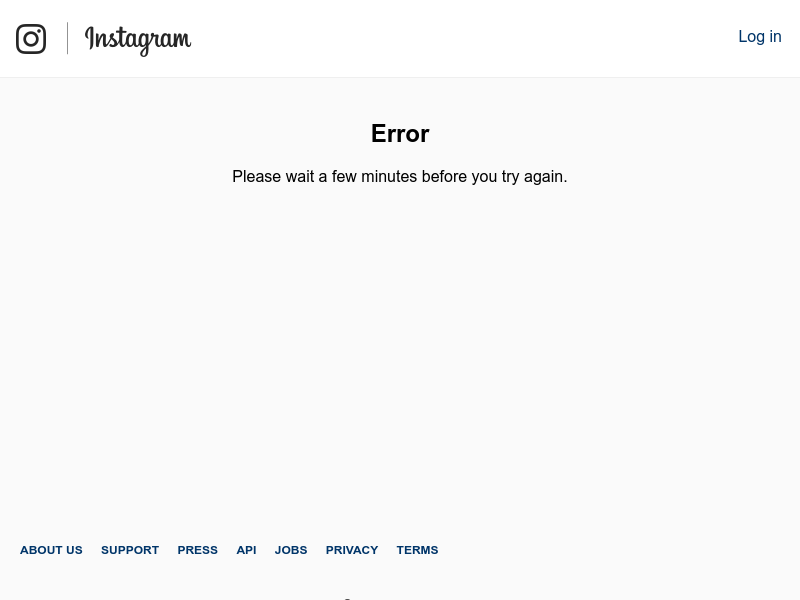 Instagram
Log in
Error
Please wait a few minutes before you try again.
ABOUT US SUPPORT PRESS API JOBS PRIVACY TERMS